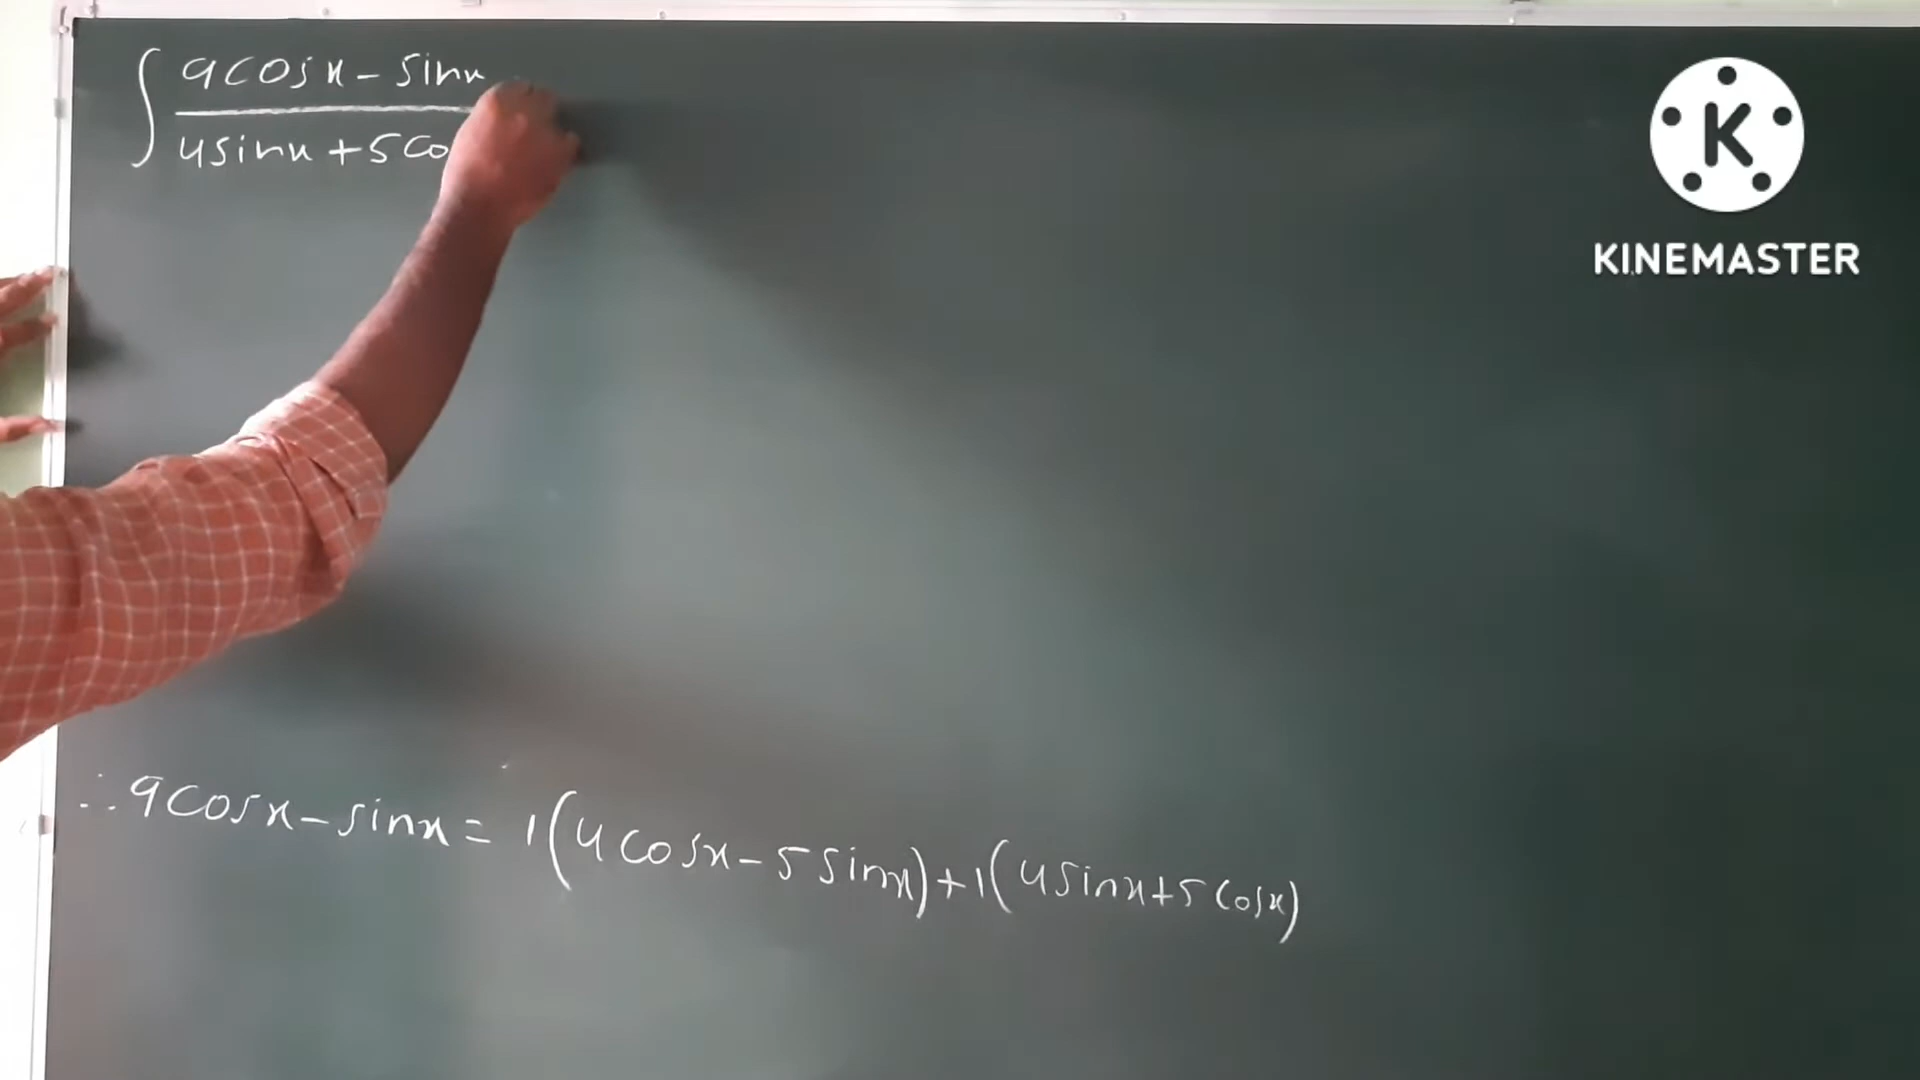 ∫ 9cosx - sinx
4sinx + 5co
K
KINEMASTER
∴ 9cosx - sinx = 1(4cosx - 5sinx) + 1(4sinx + 5cosx)